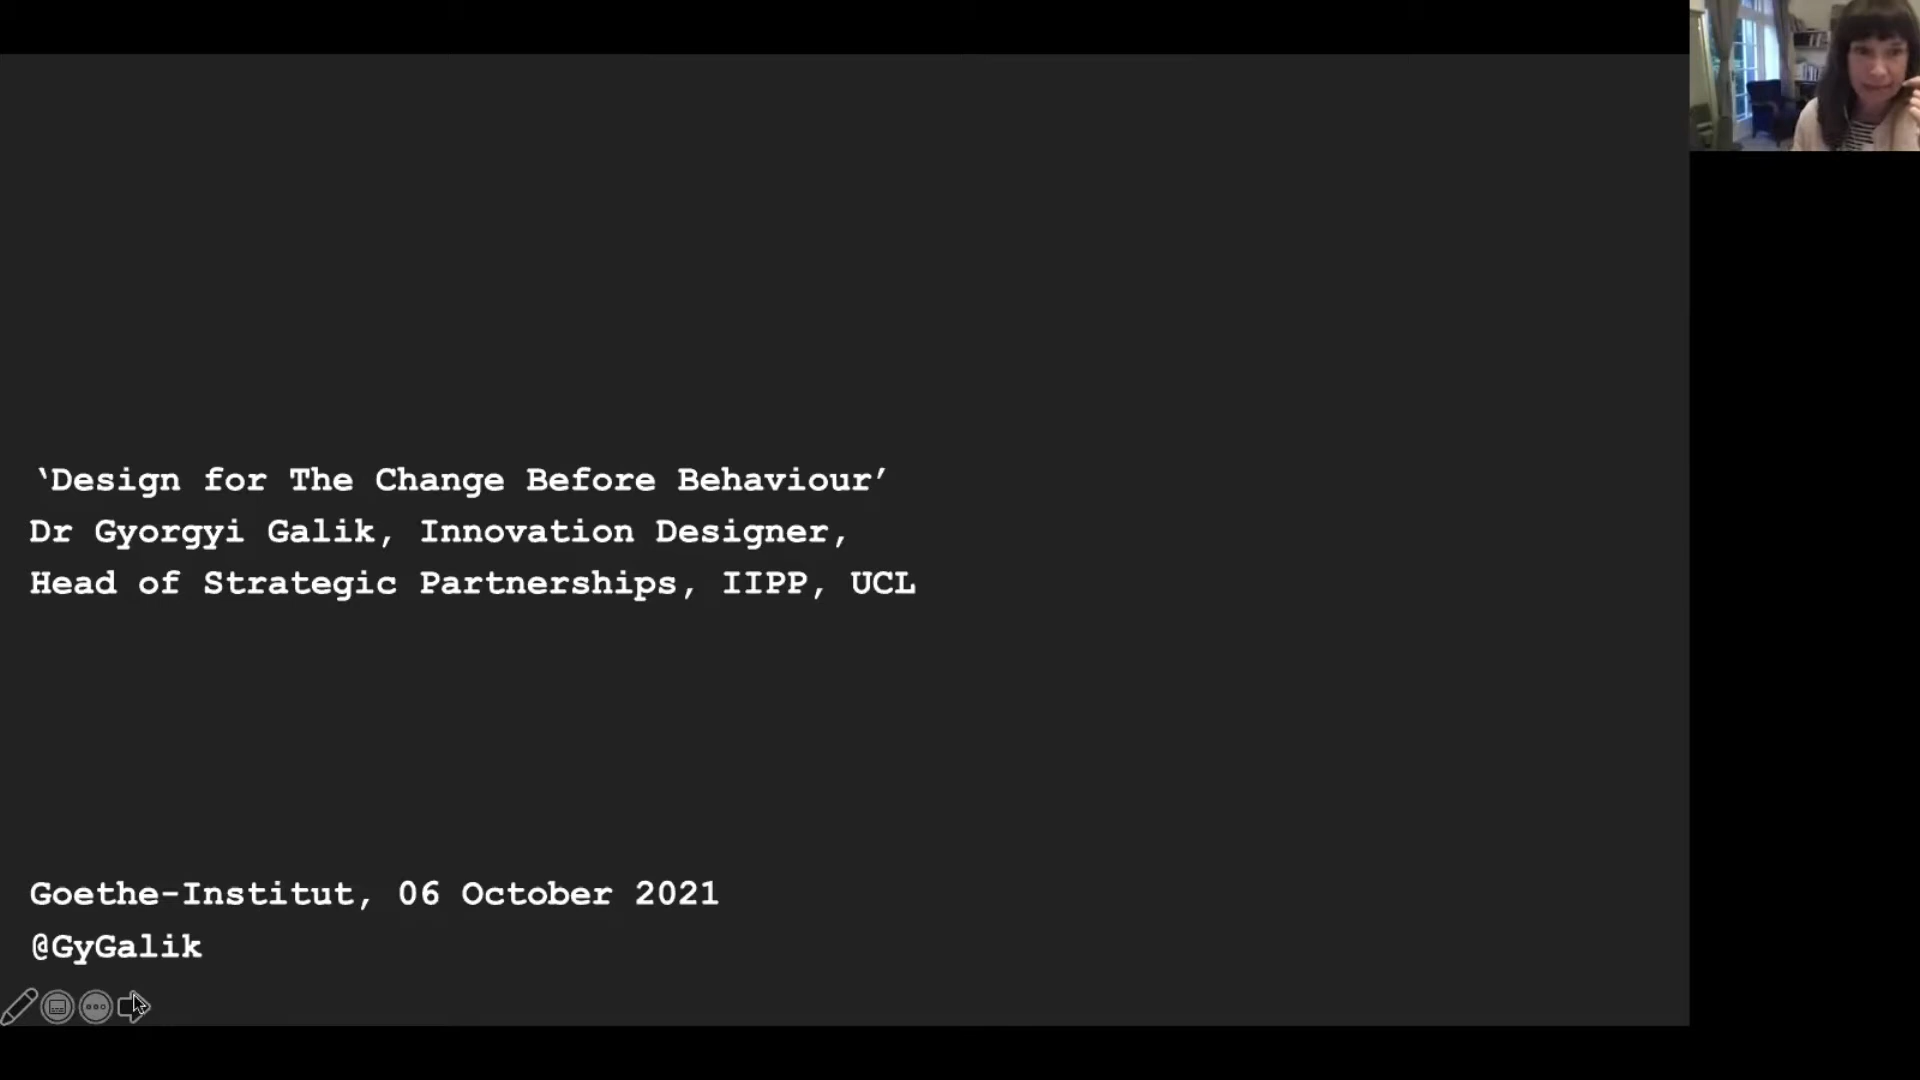 ‘Design for The Change Before Behaviour’
Dr Gyorgyi Galik, Innovation Designer,
Head of Strategic Partnerships, IIPP, UCL
Goethe-Institut, 06 October 2021
@GyGalik